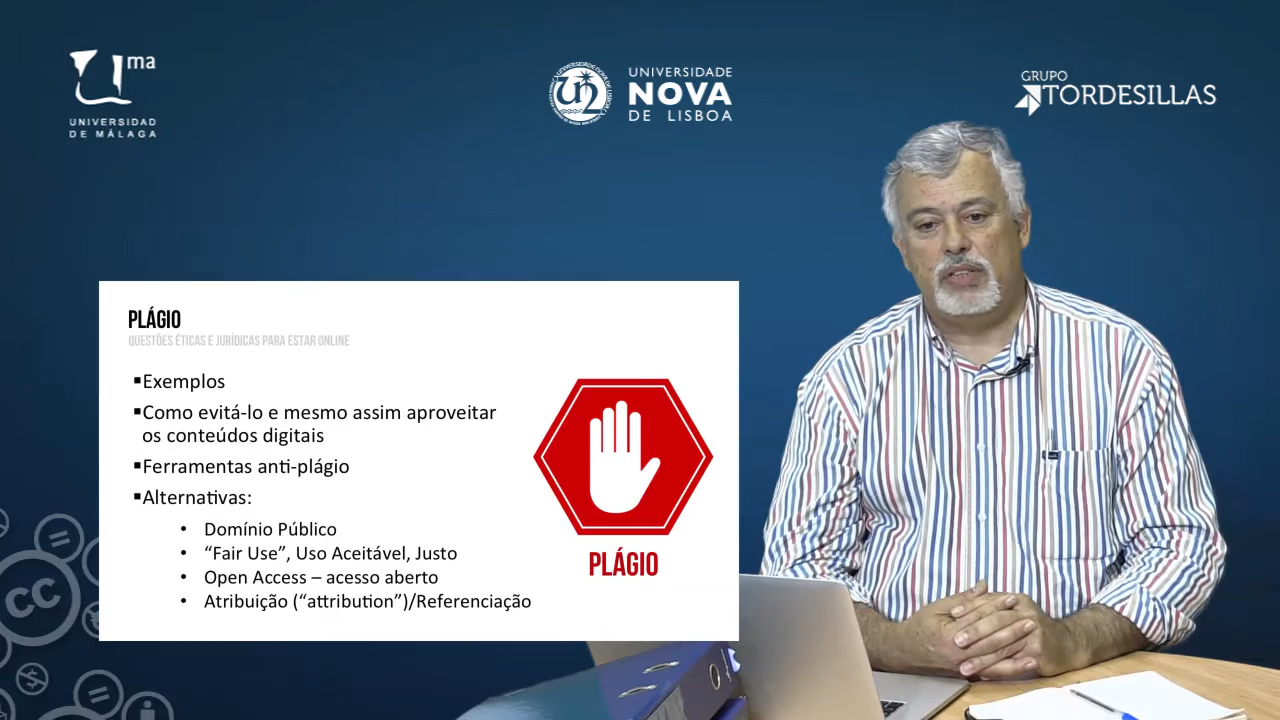 uma
UNIVERSIDAD
DE MÁLAGA
UNIVERSIDADE
NOVA
DE LISBOA
GRUPO
TORDESILLAS
PLÁGIO
QUESTÕES ÉTICAS E JURÍDICAS PARA ESTAR ONLINE
▪Exemplos
▪Como evitá-lo e mesmo assim aproveitar
os conteúdos digitais
▪Ferramentas anti-plágio
▪Alternativas:
• Domínio Público
• “Fair Use”, Uso Aceitável, Justo
• Open Access – acesso aberto
• Atribuição (“attribution”)/Referenciação
PLÁGIO
CC